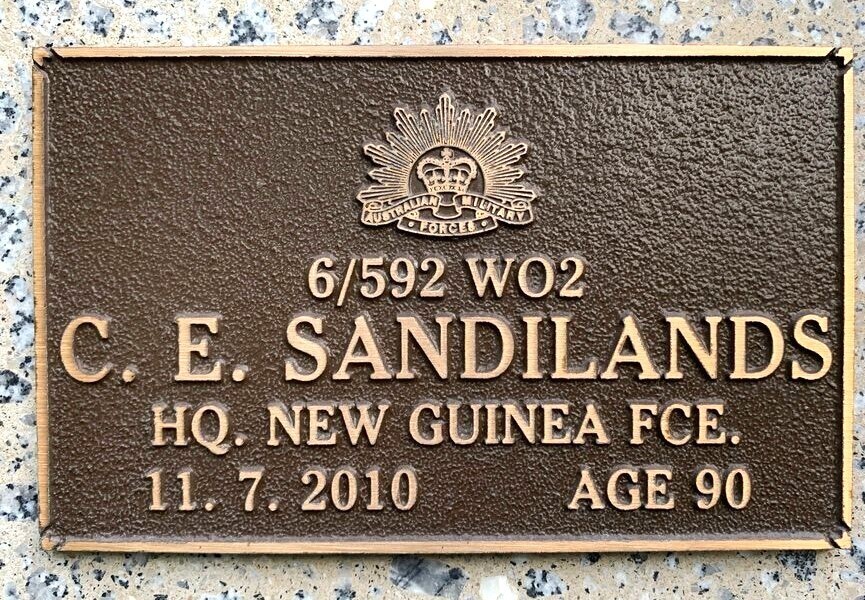 AUSTRALIAN MILITARY
FORCES
6/592 WO2
C. E. SANDILANDS
HQ. NEW GUINEA FCE.
11. 7. 2010 AGE 90